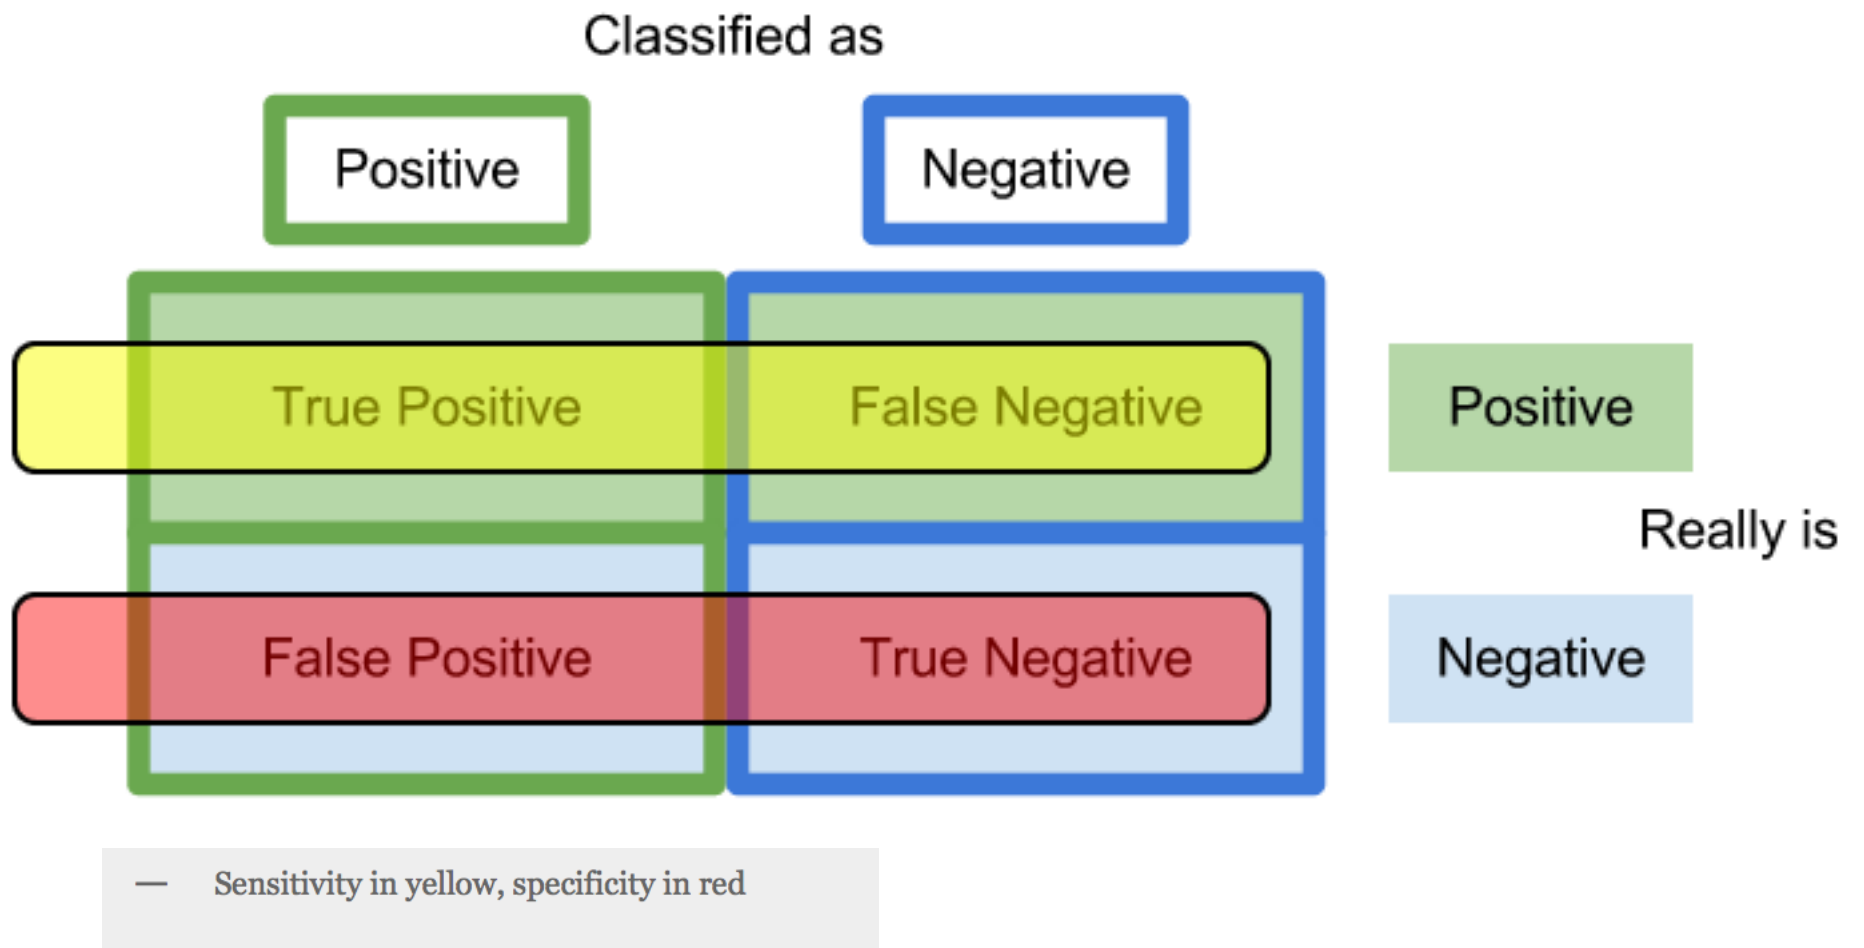 Classified as
Positive Negative
True Positive False Negative Positive
Really is
False Positive True Negative Negative
— Sensitivity in yellow, specificity in red